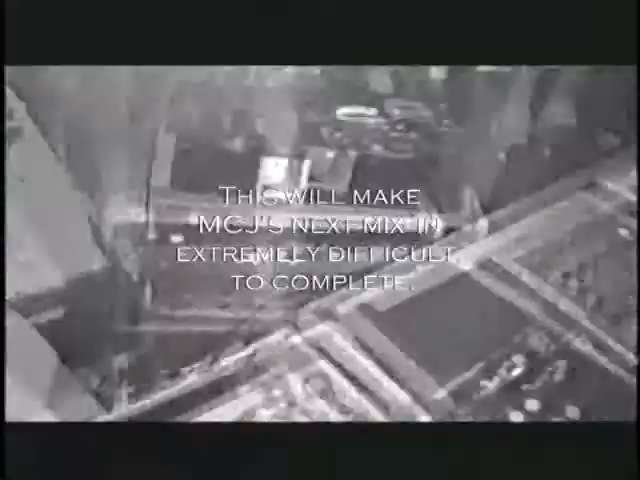 THIS WILL MAKE
MCJ'S NEXT MIX IN
EXTREMELY DIFFICULT
TO COMPLETE.